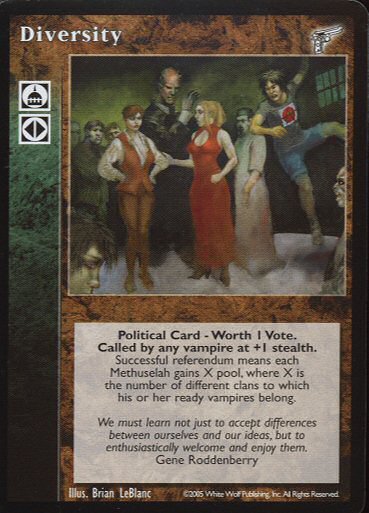 Diversity
Political Card - Worth 1 Vote.
Called by any vampire at +1 stealth.
Successful referendum means each
Methuselah gains X pool, where X is
the number of different clans to which
his or her ready vampires belong.
We must learn not just to accept differences
between ourselves and our ideas, but to
enthusiastically welcome and enjoy them.
Gene Roddenberry
Illus. Brian LeBlanc
©2005 White Wolf Publishing, Inc. All Rights Reserved.